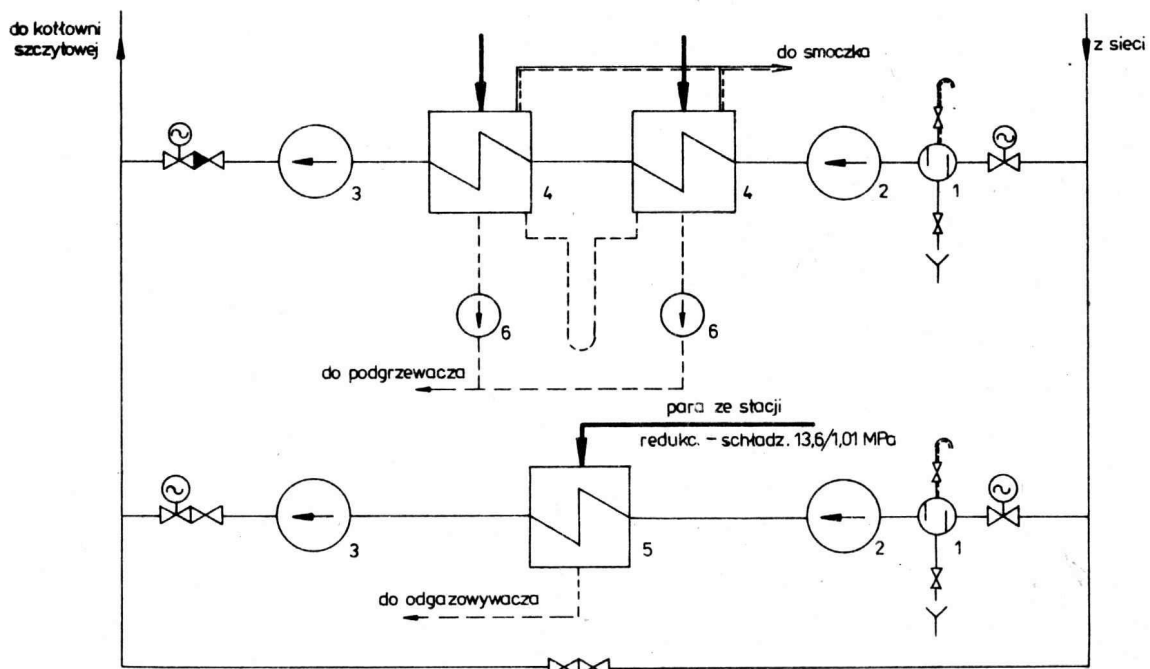 do kotłowni
szczytowej
z sieci
do smoczka
3
4
4
2
1
6
6
do podgrzewacza
para ze stacji
redukc. – schładz. 13,6/1,01 MPa
3
5
2
1
do odgazowywacza